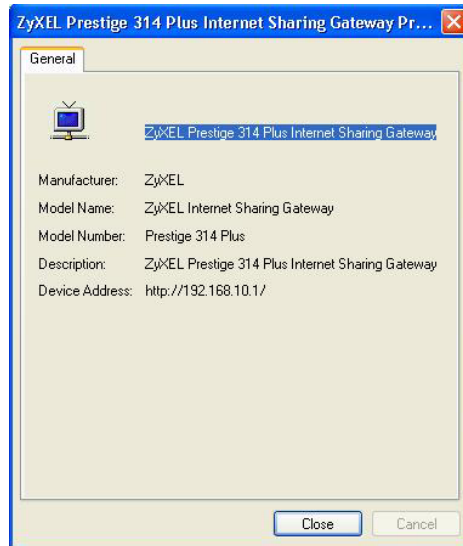 ZyXEL Prestige 314 Plus Internet Sharing Gateway Pr...
General
ZyXEL Prestige 314 Plus Internet Sharing Gateway
Manufacturer: ZyXEL
Model Name: ZyXEL Internet Sharing Gateway
Model Number: Prestige 314 Plus
Description: ZyXEL Prestige 314 Plus Internet Sharing Gateway
Device Address: http://192.168.10.1/
Close Cancel